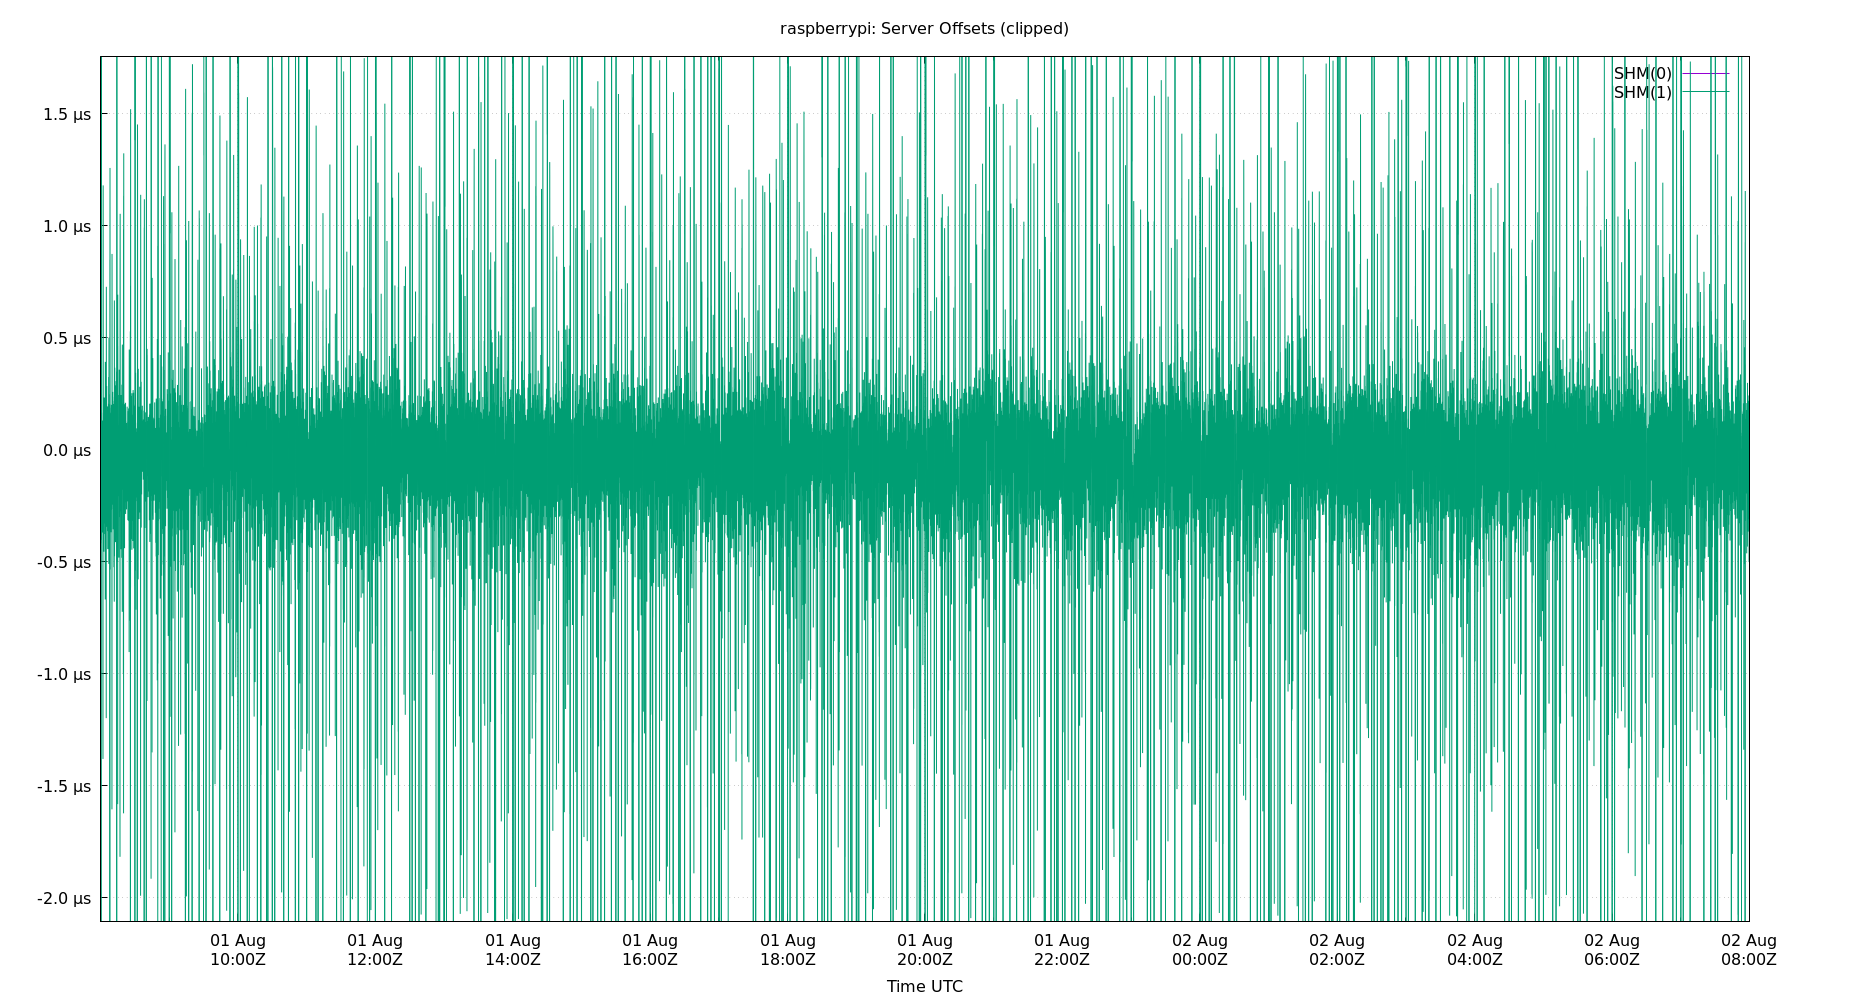 raspberrypi: Server Offsets (clipped)
SHM(0)
SHM(1)
1.5 µs
1.0 µs
0.5 µs
0.0 µs
-0.5 µs
-1.0 µs
-1.5 µs
-2.0 µs
01 Aug 01 Aug 01 Aug 01 Aug 01 Aug 01 Aug 01 Aug 02 Aug 02 Aug 02 Aug 02 Aug 02 Aug
10:00Z 12:00Z 14:00Z 16:00Z 18:00Z 20:00Z 22:00Z 00:00Z 02:00Z 04:00Z 06:00Z 08:00Z
Time UTC